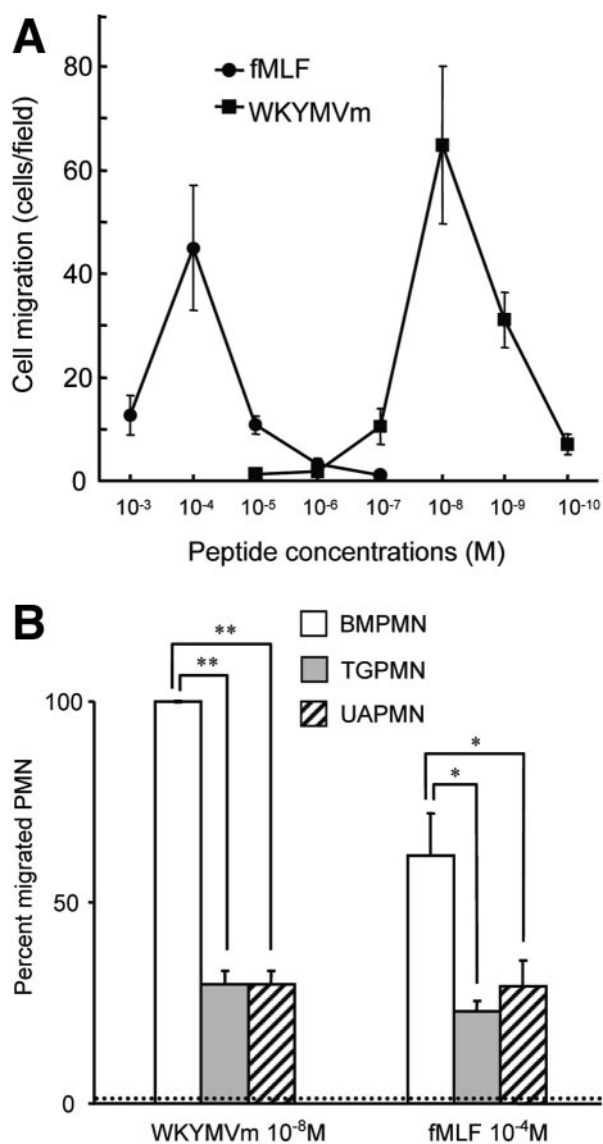 A
fMLF
WKYMVm
Cell migration (cells/field)
80
60
40
20
0
10-3 10-4 10-5 10-6 10-7 10-8 10-9 10-10
Peptide concentrations (M)
B
BMPMN
TGPMN
UAPMN
**
**
*
*
Percent migrated PMN
100
50
0
WKYMVm 10-8M fMLF 10-4M